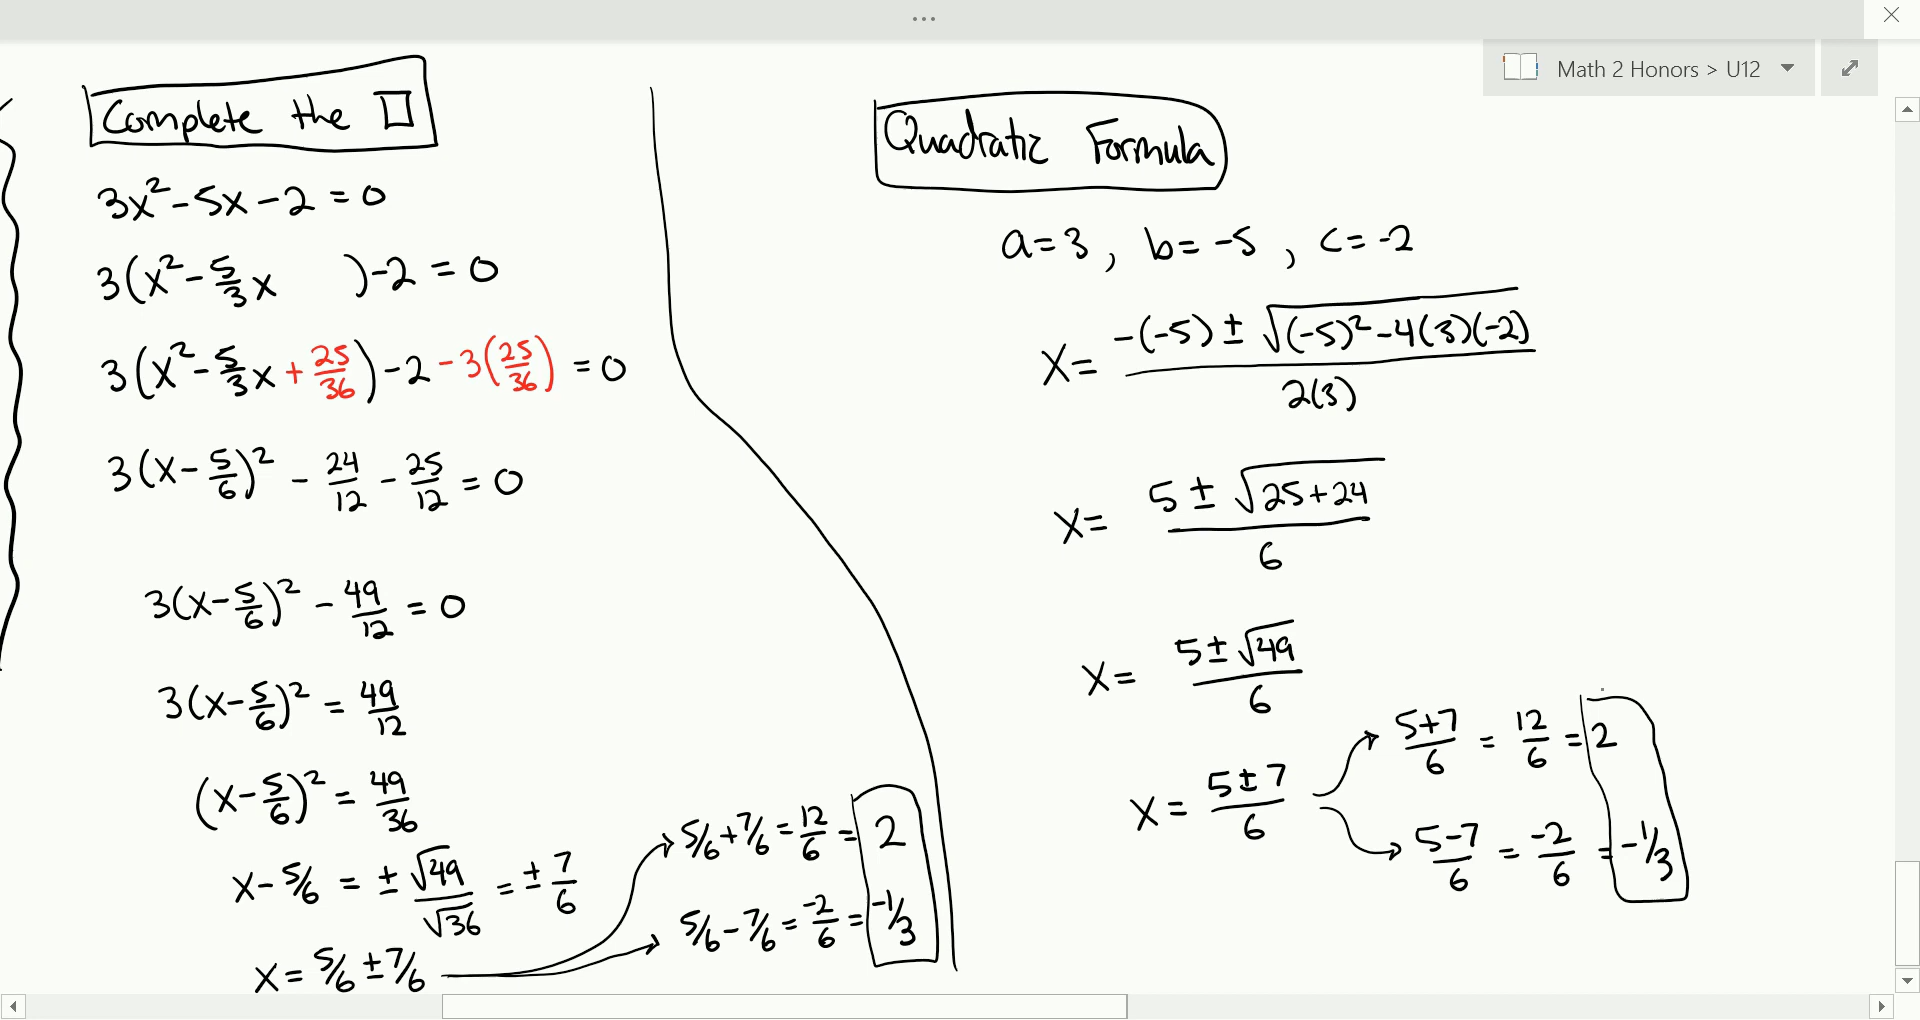 Math 2 Honors > U12
Complete the □
3x² - 5x - 2 = 0
3(x² - 5/3 x    ) - 2 = 0
3(x² - 5/3 x + 25/36) - 2 - 3(25/36) = 0
3(x - 5/6)² - 24/12 - 25/12 = 0
3(x - 5/6)² - 49/12 = 0
3(x - 5/6)² = 49/12
(x - 5/6)² = 49/36
x - 5/6 = ± √49/√36 = ± 7/6
x = 5/6 ± 7/6
5/6 + 7/6 = 12/6 = 2
5/6 - 7/6 = -2/6 = -1/3
Quadratic Formula
a = 3, b = -5, c = -2
x = (-(-5) ± √((-5)² - 4(3)(-2)))/2(3)
x = (5 ± √(25 + 24))/6
x = (5 ± √49)/6
x = (5 ± 7)/6
(5+7)/6 = 12/6 = 2
(5-7)/6 = -2/6 = -1/3